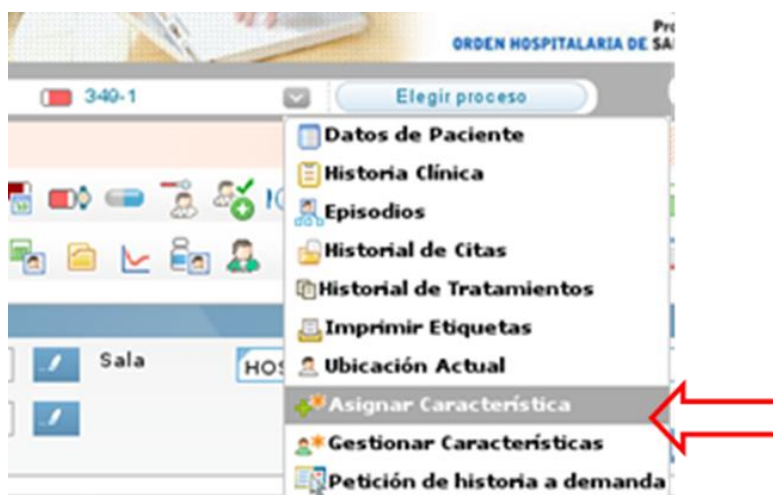 ORDEN HOSPITALARIA DE SA
340-1
Elegir proceso
Datos de Paciente
Historia Clínica
Episodios
Historial de Citas
Historial de Tratamientos
Imprimir Etiquetas
Sala
HOS
Ubicación Actual
Asignar Característica
Gestionar Características
Petición de historia a demanda